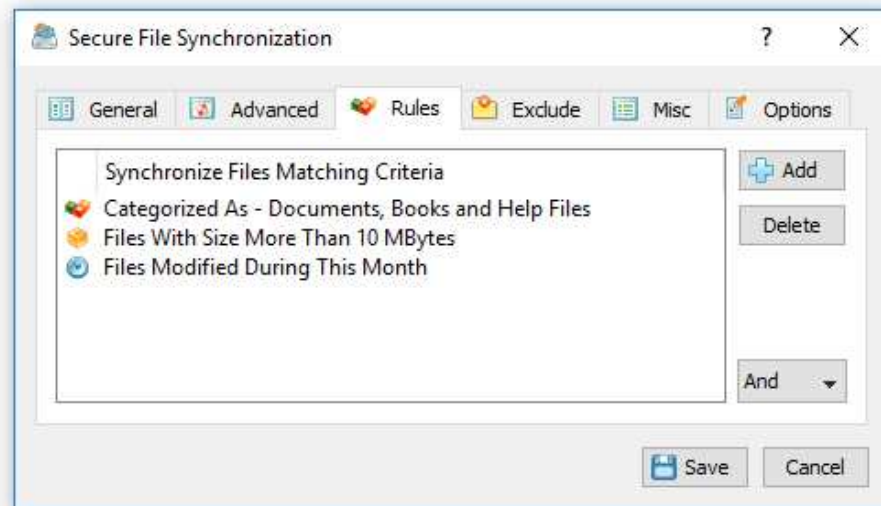 Secure File Synchronization ?
General Advanced Rules Exclude Misc Options
Synchronize Files Matching Criteria
Add
Categorized As - Documents, Books and Help Files
Delete
Files With Size More Than 10 MBytes
Files Modified During This Month
And
Save Cancel